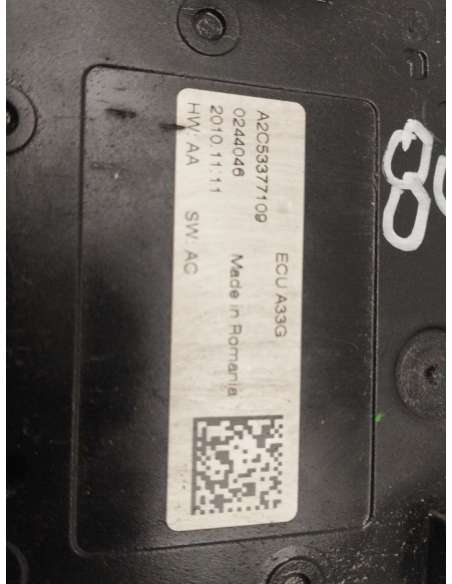 A2C53377109 ECU A33G
0244046 Made in Romania
2010.11.11
HW: AA SW: AC